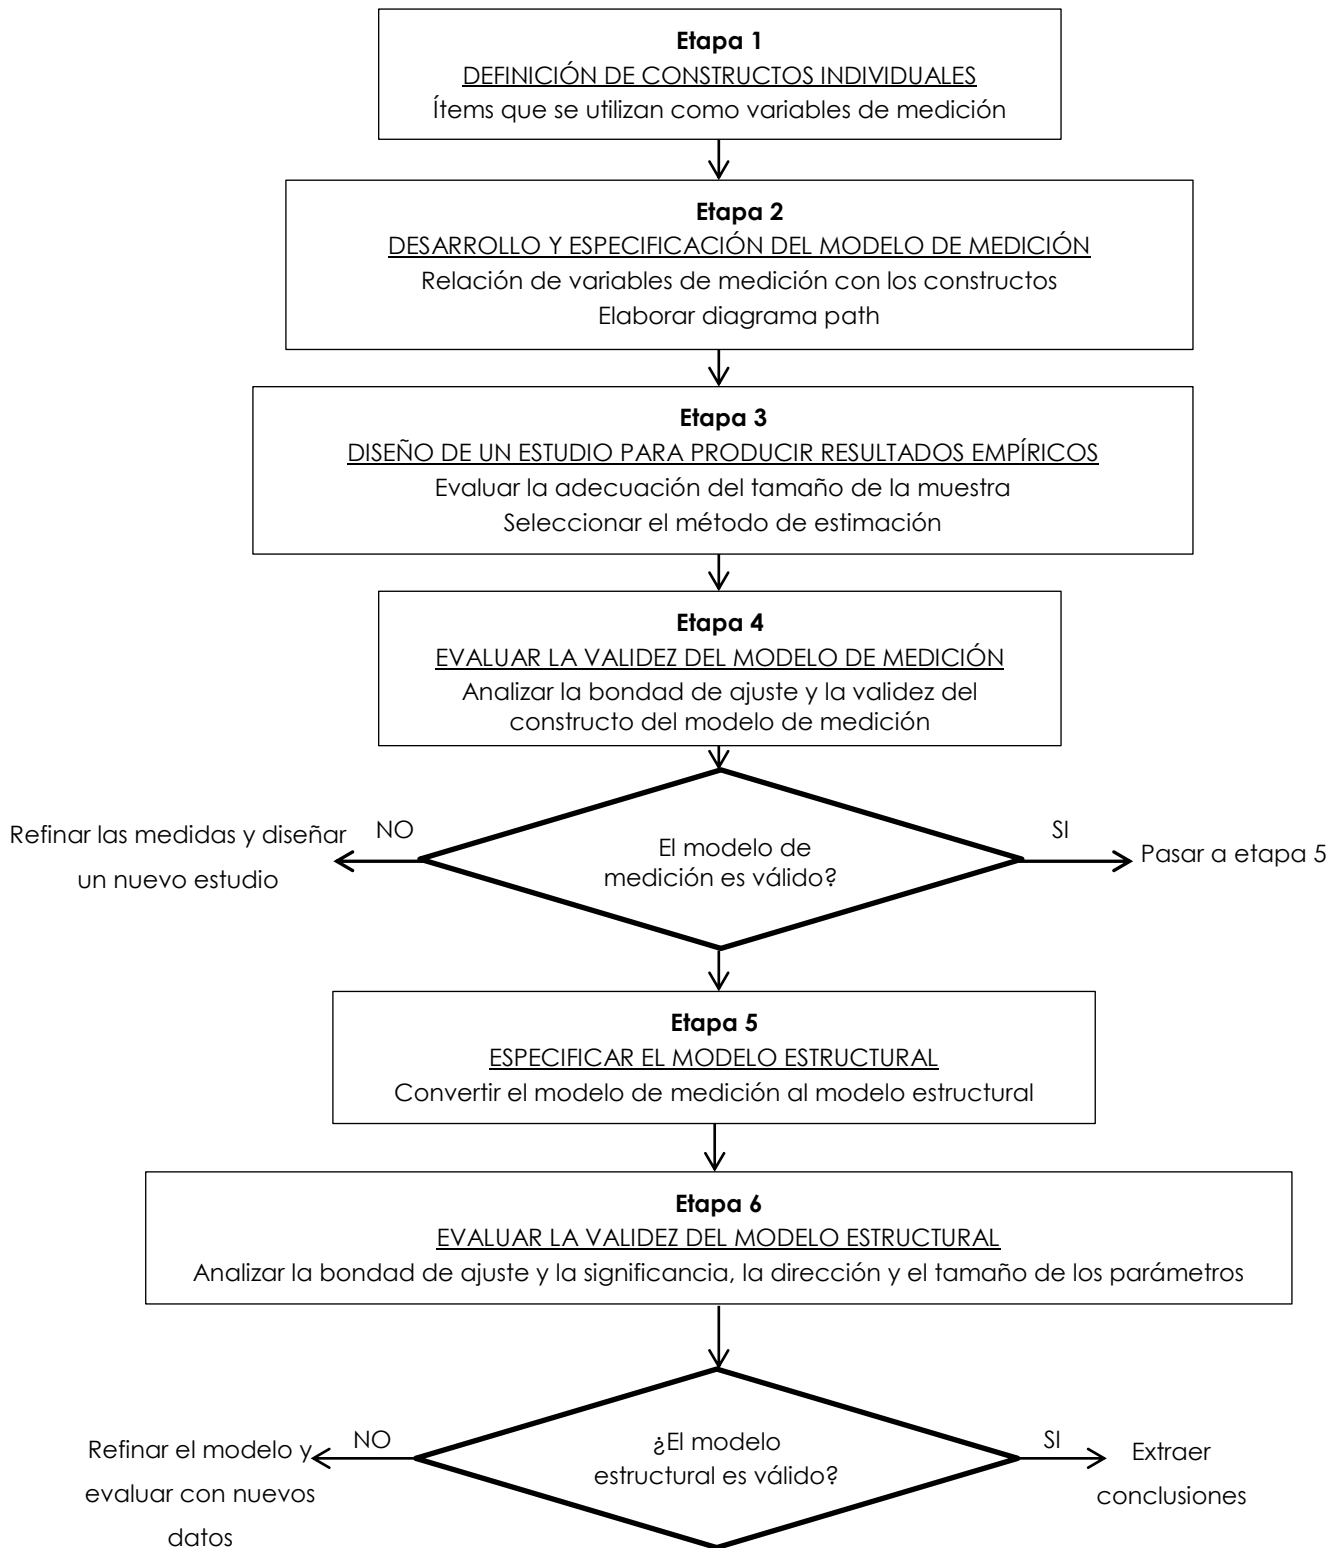 Etapa 1
DEFINICIÓN DE CONSTRUCTOS INDIVIDUALES
Ítems que se utilizan como variables de medición
Etapa 2
DESARROLLO Y ESPECIFICACIÓN DEL MODELO DE MEDICIÓN
Relación de variables de medición con los constructos
Elaborar diagrama path
Etapa 3
DISEÑO DE UN ESTUDIO PARA PRODUCIR RESULTADOS EMPÍRICOS
Evaluar la adecuación del tamaño de la muestra
Seleccionar el método de estimación
Etapa 4
EVALUAR LA VALIDEZ DEL MODELO DE MEDICIÓN
Analizar la bondad de ajuste y la validez del
constructo del modelo de medición
Refinar las medidas y diseñar
un nuevo estudio
NO
El modelo de
medición es válido?
SI
Pasar a etapa 5
Etapa 5
ESPECIFICAR EL MODELO ESTRUCTURAL
Convertir el modelo de medición al modelo estructural
Etapa 6
EVALUAR LA VALIDEZ DEL MODELO ESTRUCTURAL
Analizar la bondad de ajuste y la significancia, la dirección y el tamaño de los parámetros
Refinar el modelo y
evaluar con nuevos
datos
NO
¿El modelo
estructural es válido?
SI
Extraer
conclusiones